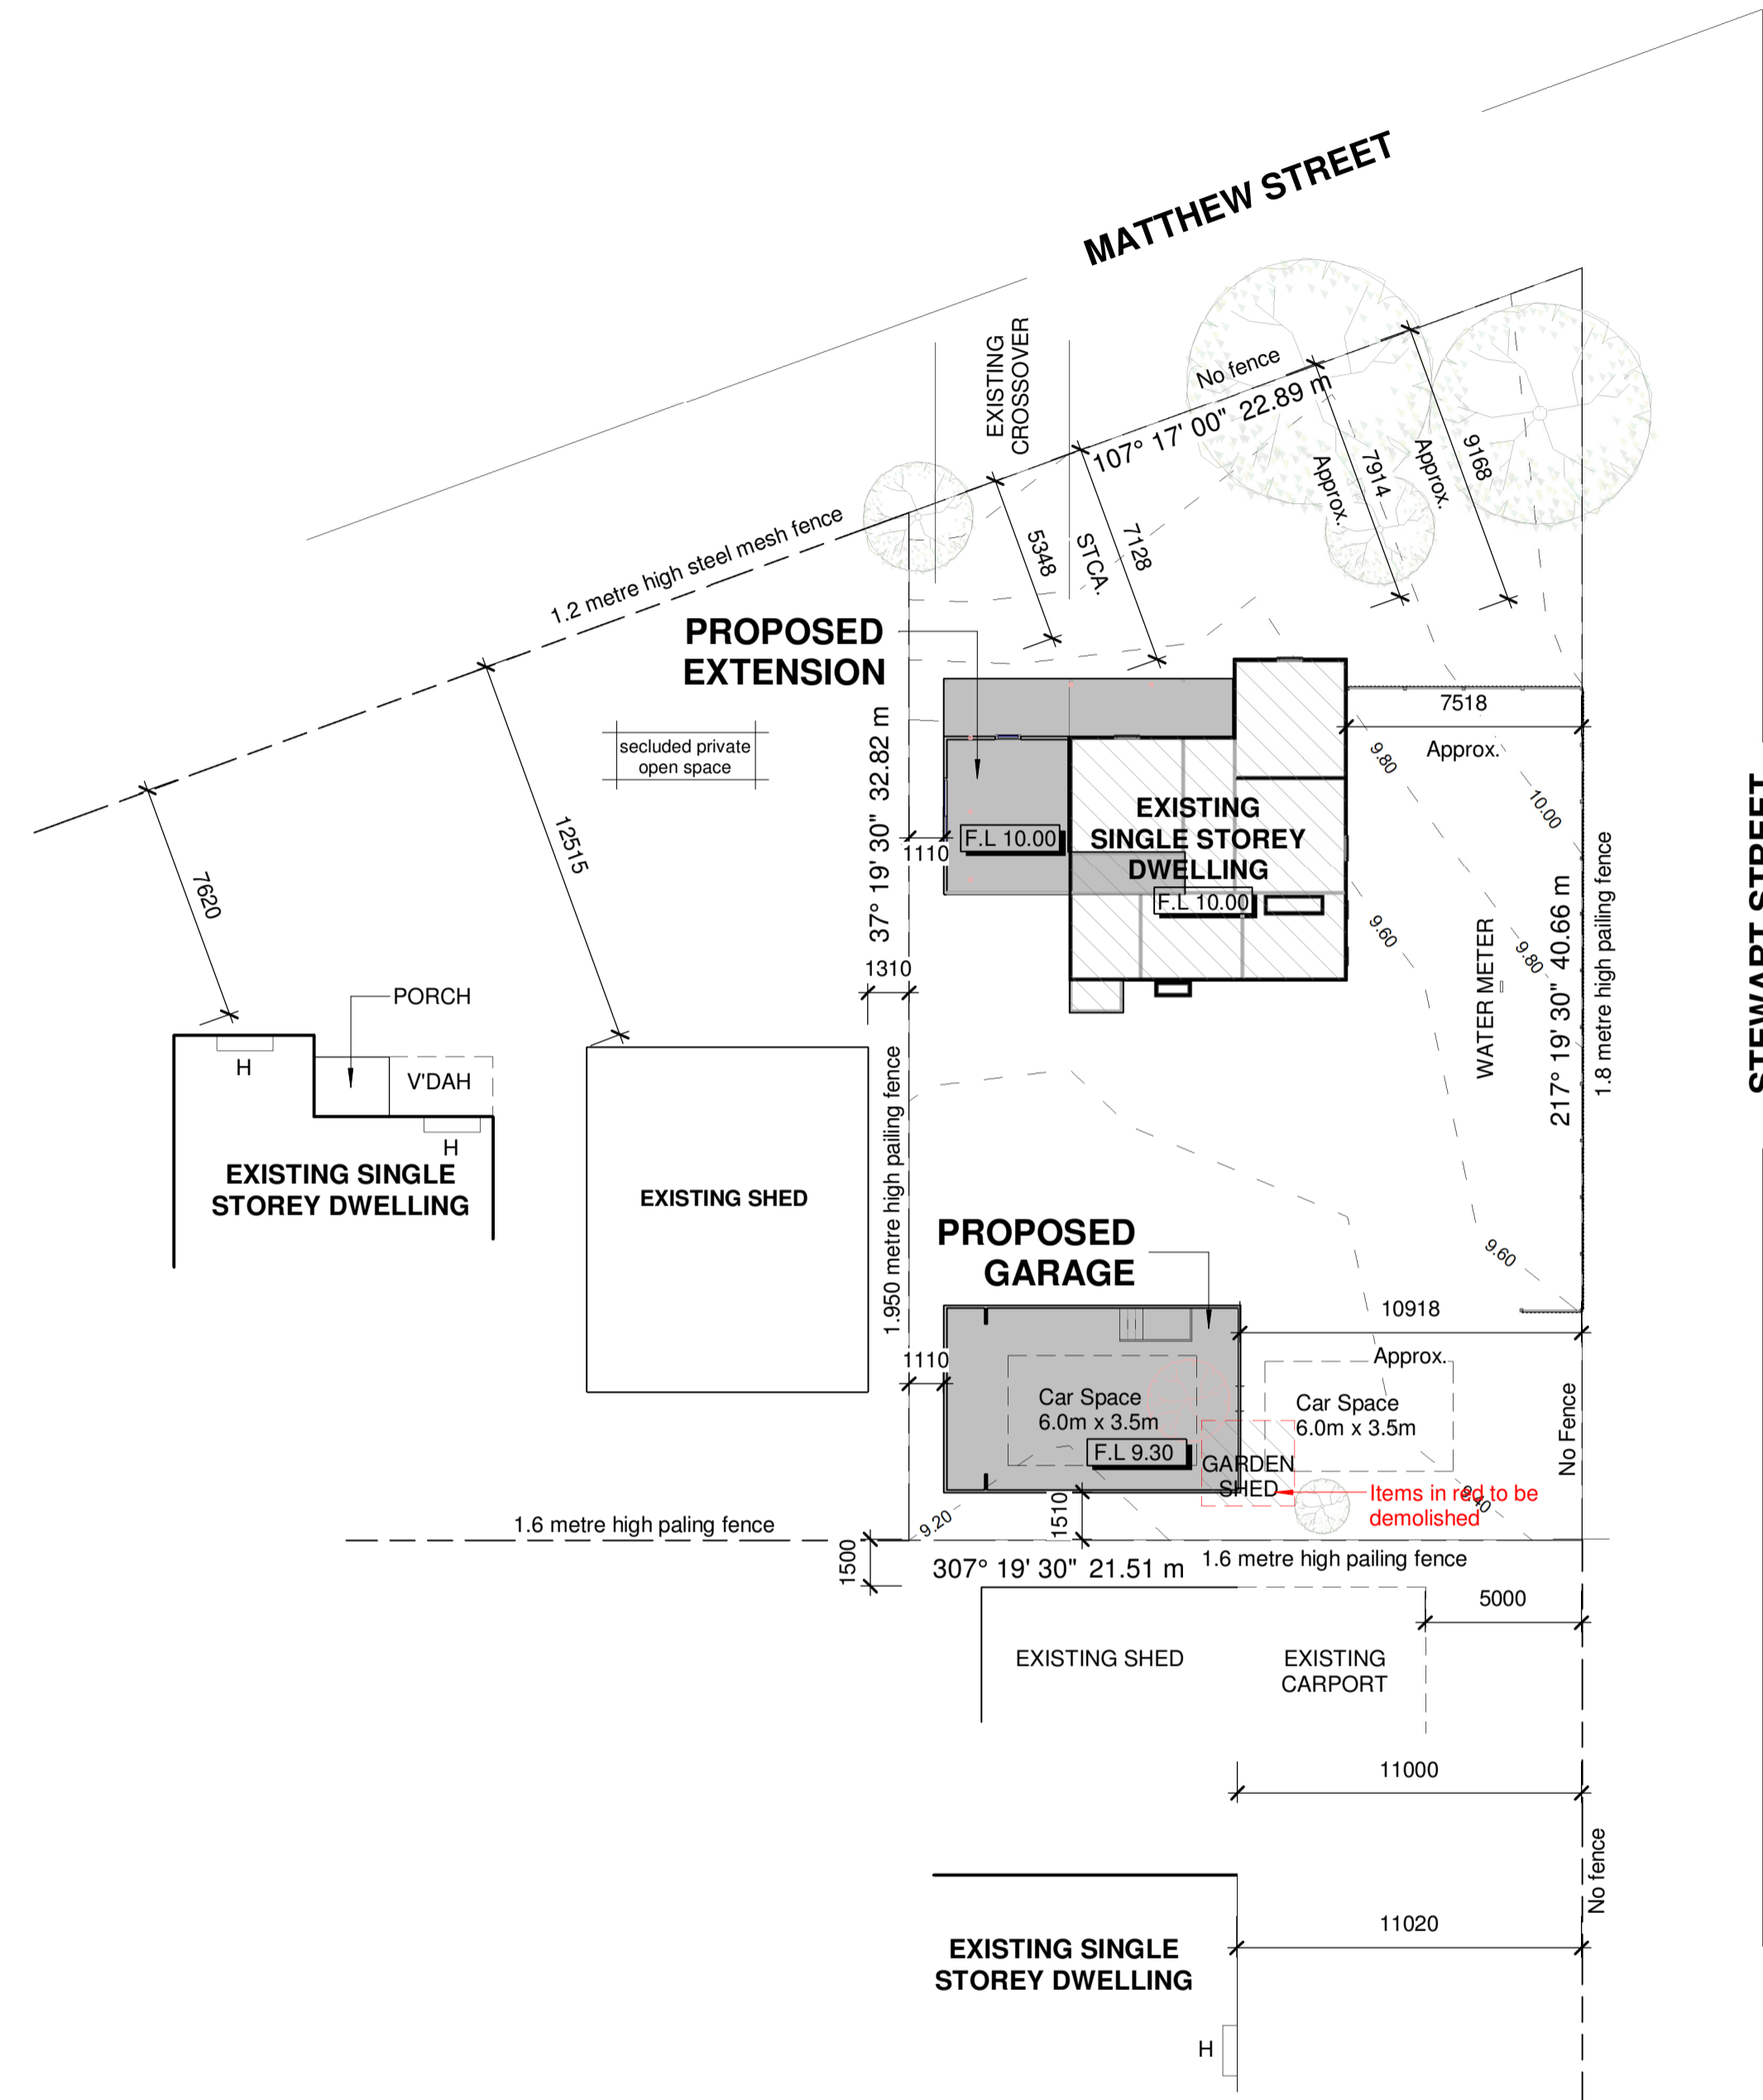 MATTHEW STREET
EXISTING
CROSSOVER
No fence
107° 17' 00" 22.89 m
Approx.
7914
Approx.
9168
1.2 metre high steel mesh fence
5348
STCA.
7128
PROPOSED
EXTENSION
secluded private
open space
7518
Approx.
9.80
10.00
37° 19' 30" 32.82 m
EXISTING
SINGLE STOREY
DWELLING
F.L 10.00
1110
F.L 10.00
12515
7620
9.60
9.80
WATER METER
217° 19' 30" 40.66 m
1.8 metre high pailing fence
STEWART STREET
1310
PORCH
H
V'DAH
H
EXISTING SINGLE
STOREY DWELLING
EXISTING SHED
1.950 metre high pailing fence
PROPOSED
GARAGE
9.60
10918
Approx.
1110
Car Space
6.0m x 3.5m
Car Space
6.0m x 3.5m
F.L 9.30
GARDEN
SHED
No Fence
Items in red to be
demolished
9.40
1510
9.20
1.6 metre high paling fence
1500
307° 19' 30" 21.51 m
1.6 metre high pailing fence
5000
EXISTING SHED
EXISTING
CARPORT
11000
No fence
11020
EXISTING SINGLE
STOREY DWELLING
H